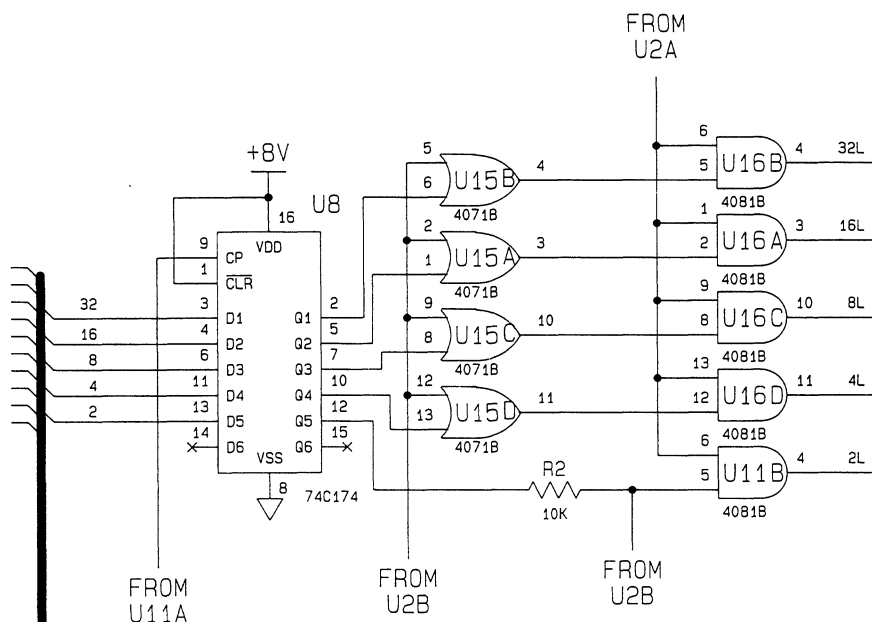 FROM
U2A
+8V
U8
16
VDD
9
CP
1
CLR
32
3
D1
Q1
2
16
4
D2
Q2
5
8
6
D3
Q3
7
4
11
D4
Q4
10
2
13
D5
Q5
12
14
D6
Q6
15
VSS
8
74C174
5
6
U15B
4
4071B
2
1
U15A
3
4071B
9
8
U15C
10
4071B
12
13
U15D
11
4071B
R2
10K
6
5
U16B
4
32L
4081B
1
2
U16A
3
16L
4081B
9
8
U16C
10
8L
4081B
13
12
U16D
11
4L
4081B
6
5
U11B
4
2L
4081B
FROM
U11A
FROM
U2B
FROM
U2B